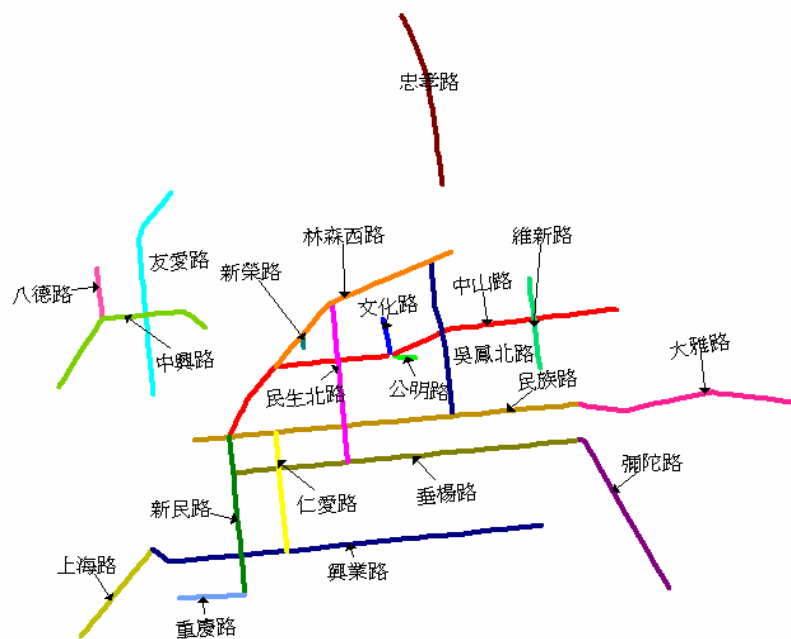 忠孝路
林森西路
維新路
友愛路
新榮路
八德路
文化路
中山路
中興路
吳鳳北路
大雅路
民生北路
公明路
民族路
彌陀路
仁愛路
垂楊路
新民路
上海路
興業路
重慶路